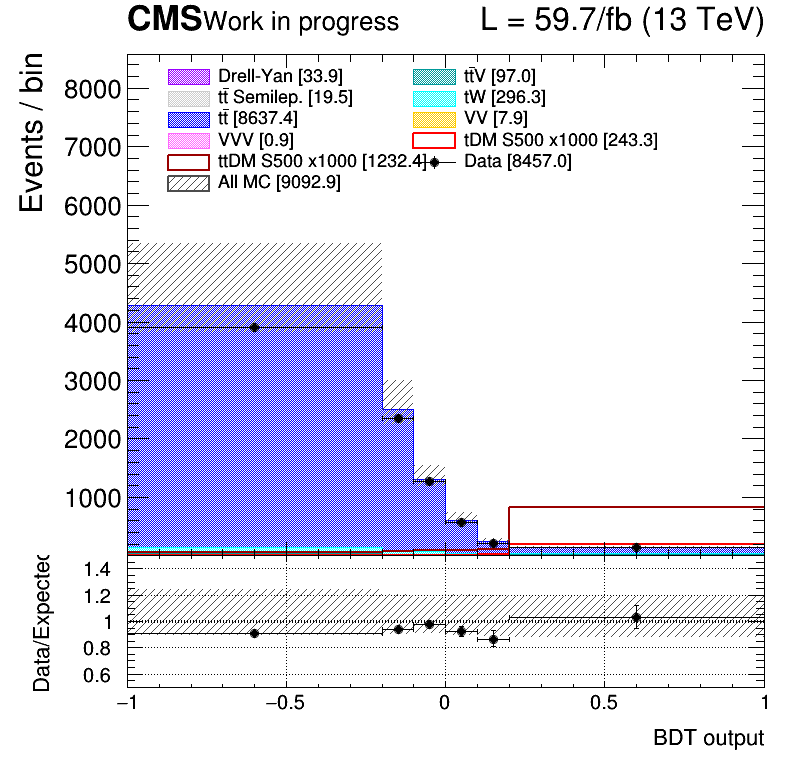 CMS Work in progress L = 59.7/fb (13 TeV)
Events / bin
8000
7000
6000
5000
4000
3000
2000
1000
Drell-Yan [33.9] tt̄V [97.0]
tt̄ Semilep. [19.5] tW [296.3]
tt̄ [8637.4] VV [7.9]
VVV [0.9] tDM S500 x1000 [243.3]
ttDM S500 x1000 [1232.4] Data [8457.0]
All MC [9092.9]
Data/Expected
1.4
1.2
1
0.8
0.6
−1 −0.5 0 0.5 1
BDT output